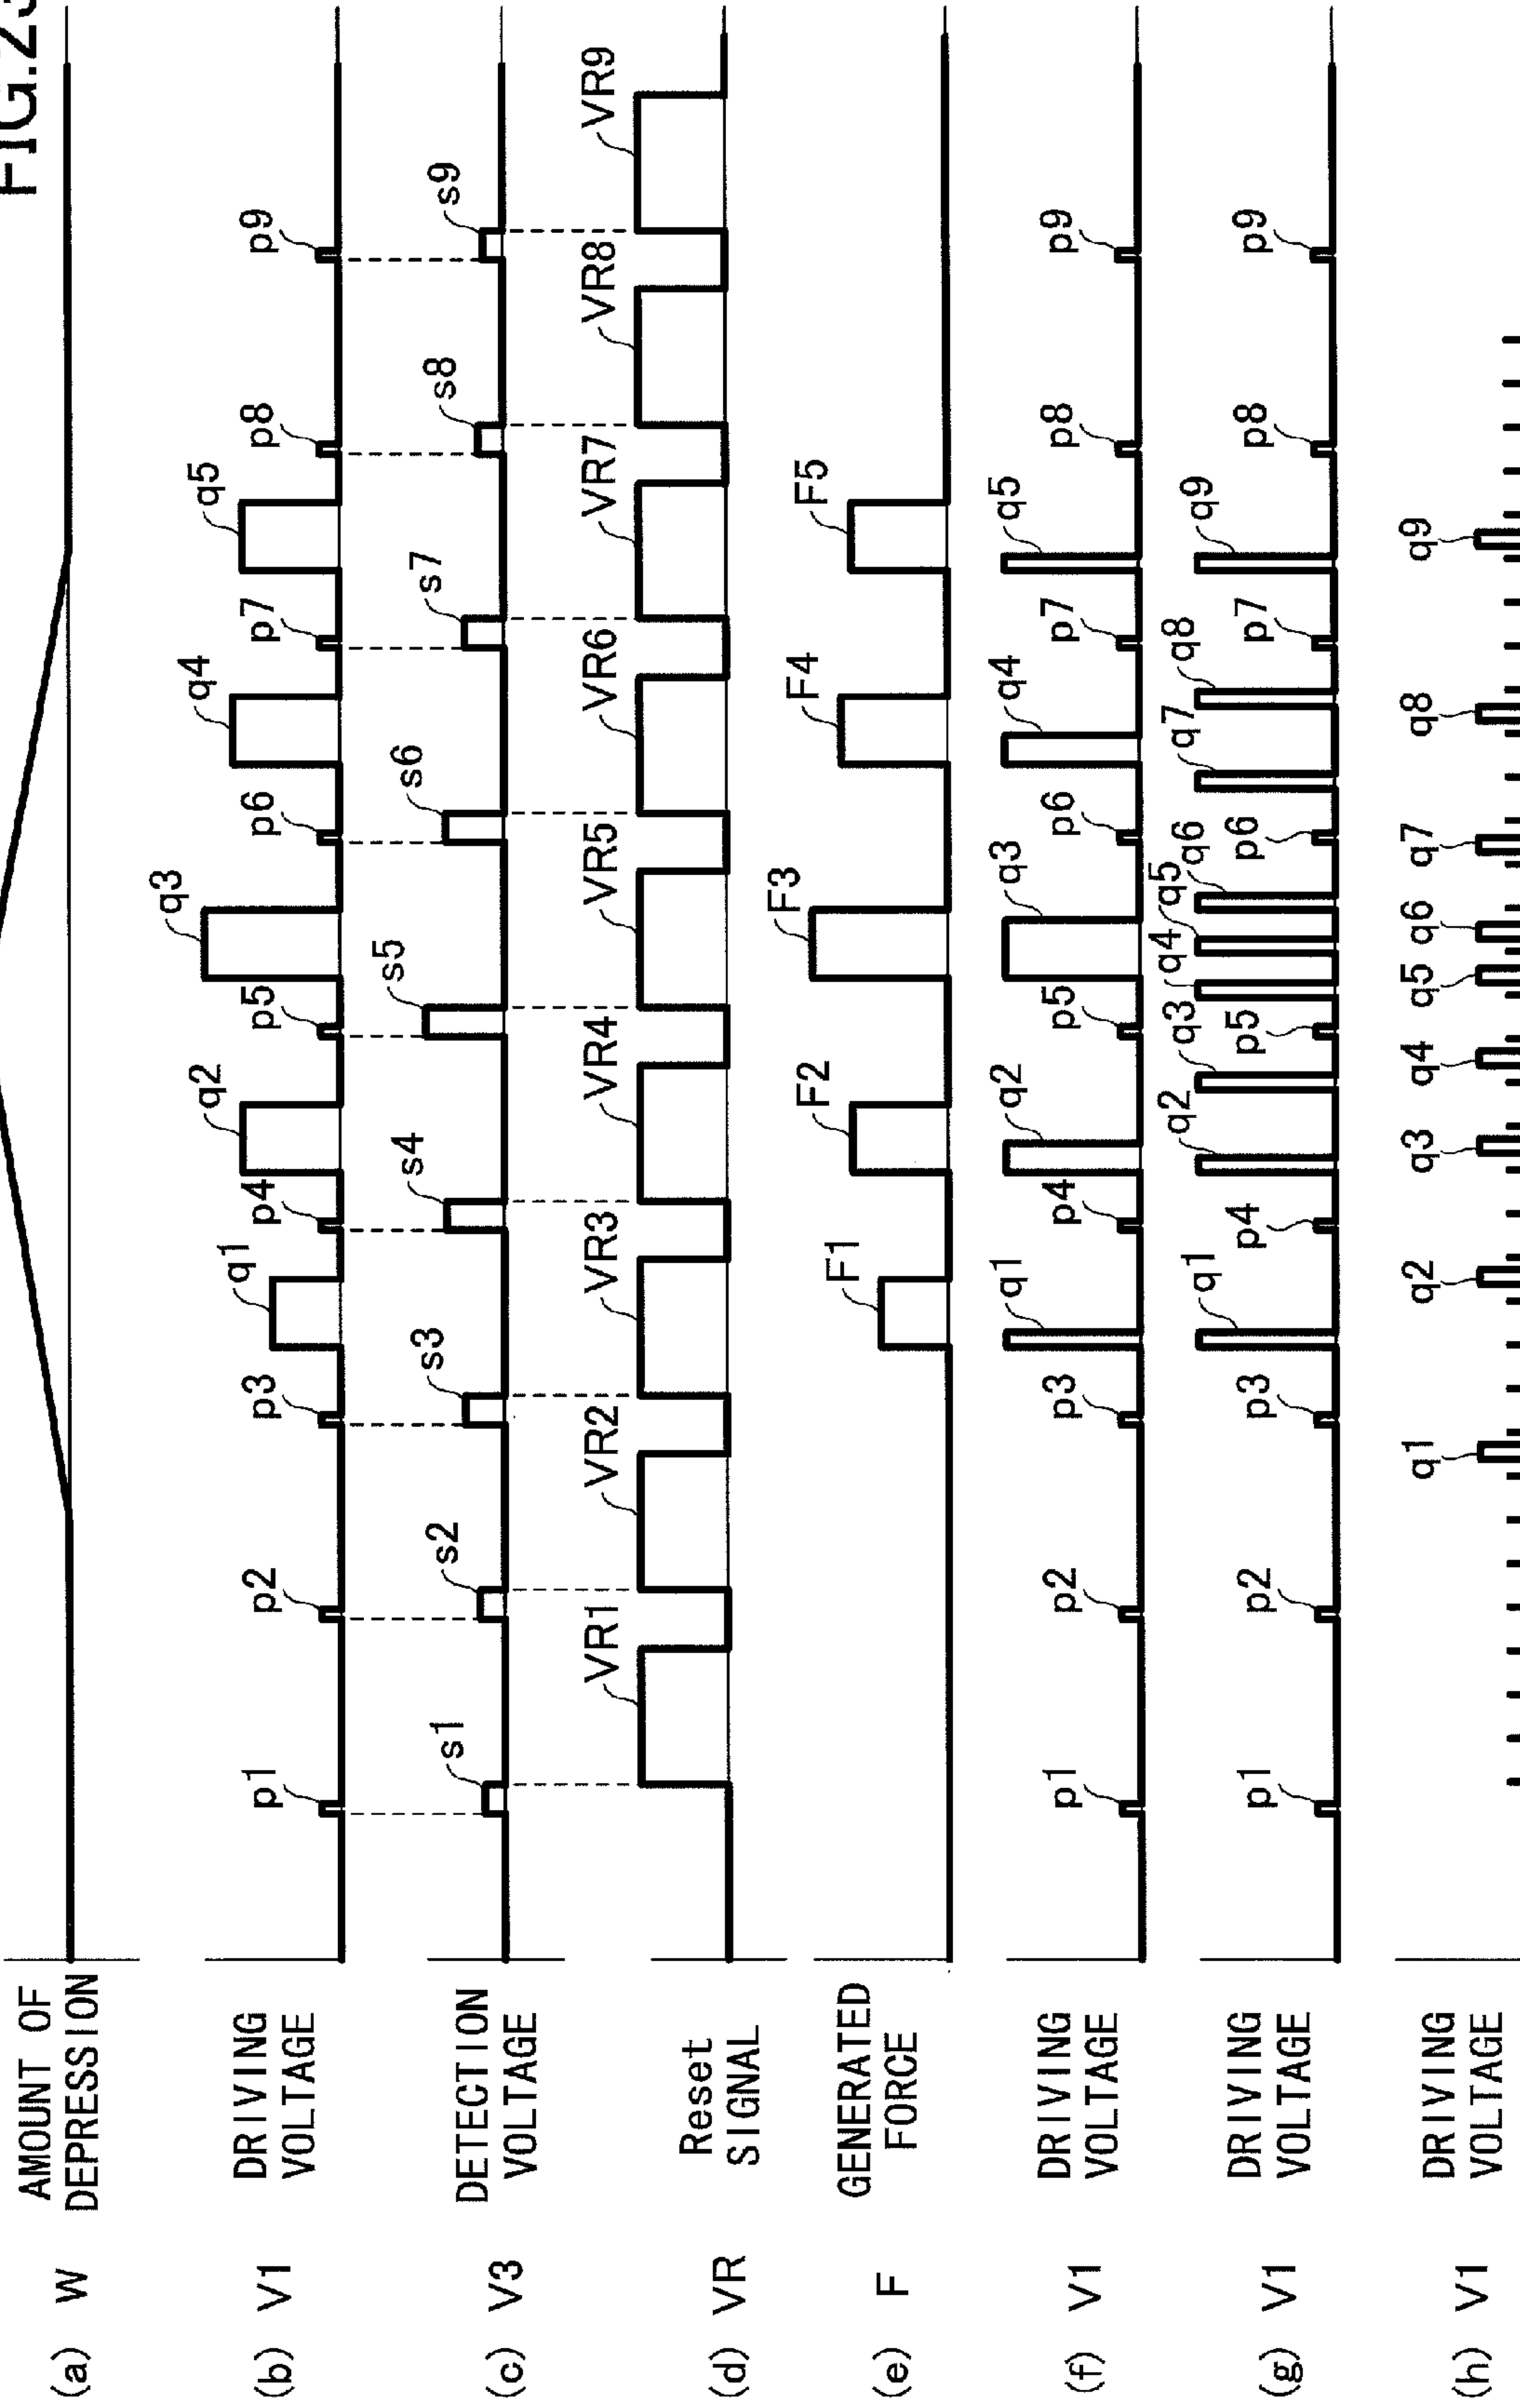 FIG.2
(a) W AMOUNT OF
DEPRESSION
(b) V1 DRIVING
VOLTAGE
p1 p2 p3 q1 p4 q2 p5 q3 p6 q4 p7 q5 p8 p9
(c) V3 DETECTION
VOLTAGE
s1 s2 s3 s4 s5 s6 s7 s8 s9
(d) VR Reset
SIGNAL
VR1 VR2 VR3 VR4 VR5 VR6 VR7 VR8 VR9
(e) F GENERATED
FORCE
F1 F2 F3 F4 F5
(f) V1 DRIVING
VOLTAGE
p1 p2 p3 q1 p4 q2 p5 q3 p6 q4 p7 q5 p8 p9
(g) V1 DRIVING
VOLTAGE
p1 p2 p3 q1 p4 q2 q3 p5 q4 q5 q6 p6 q7 q8 p7 q9 p8 p9
(h) V1 DRIVING
VOLTAGE
q1 q2 q3 q4 q5 q6 q7 q8 q9